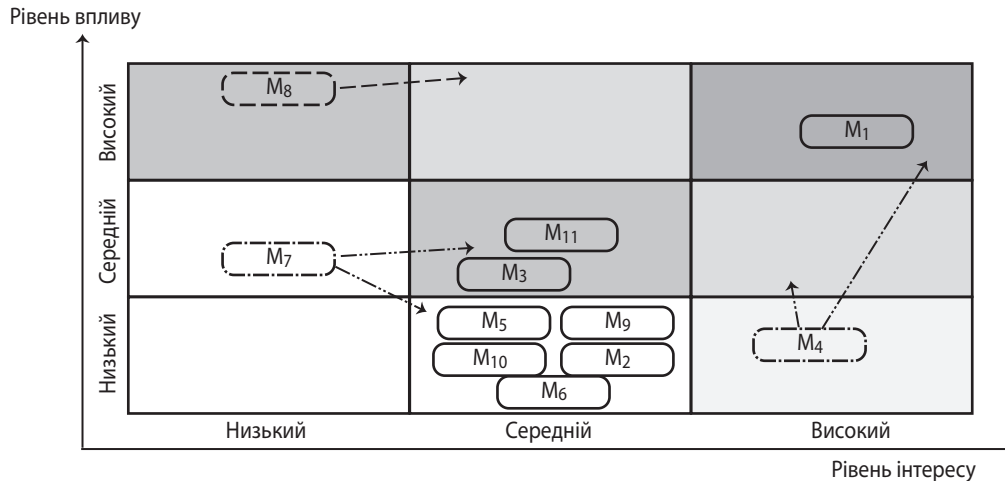 Рівень впливу
Високий
M8
M1
Середній
M11
M7
M3
Низький
M5
M9
M4
M10
M2
M6
Низький
Середній
Високий
Рівень інтересу